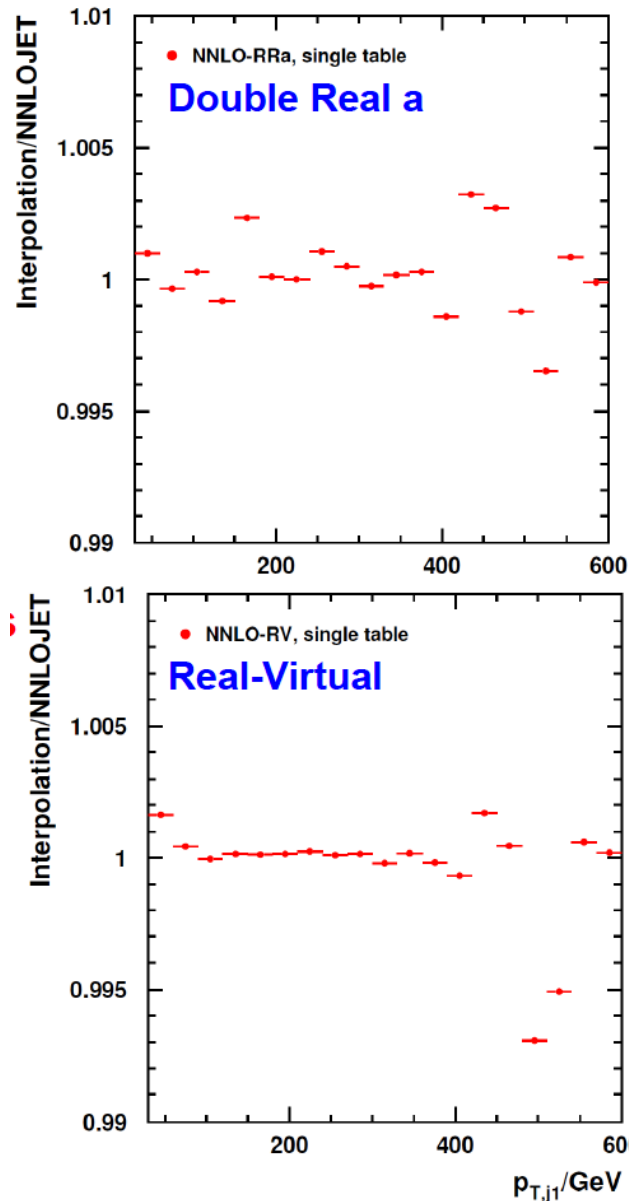 1.01
NNLO-RRa, single table
Double Real a
1.005
1
0.995
0.99
Interpolation/NNLOJET
200
400
600
1.01
NNLO-RV, single table
Real-Virtual
1.005
1
0.995
0.99
Interpolation/NNLOJET
200
400
60
pT,j1/GeV